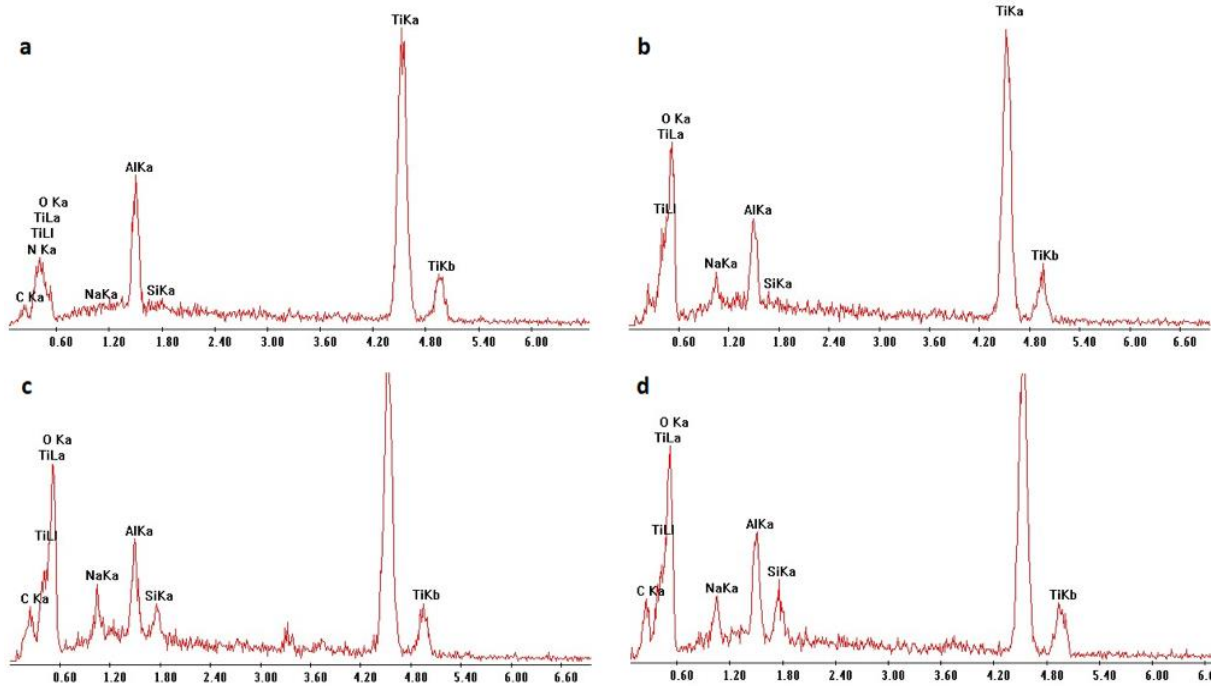 a
TiKa
AlKa
O Ka
TiLa
TiLl
N Ka
C Ka
NaKa
SiKa
TiKb
0.60 1.20 1.80 2.40 3.00 3.60 4.20 4.80 5.40 6.00
b
TiKa
O Ka
TiLa
TiLl
AlKa
NaKa
SiKa
TiKb
0.60 1.20 1.80 2.40 3.00 3.60 4.20 4.80 5.40 6.00 6.60
c
O Ka
TiLa
TiLl
AlKa
NaKa
C Ka
SiKa
TiKb
0.60 1.20 1.80 2.40 3.00 3.60 4.20 4.80 5.40 6.00 6.60
d
O Ka
TiLa
TiLl
AlKa
SiKa
C Ka
NaKa
TiKb
0.60 1.20 1.80 2.40 3.00 3.60 4.20 4.80 5.40 6.00 6.6